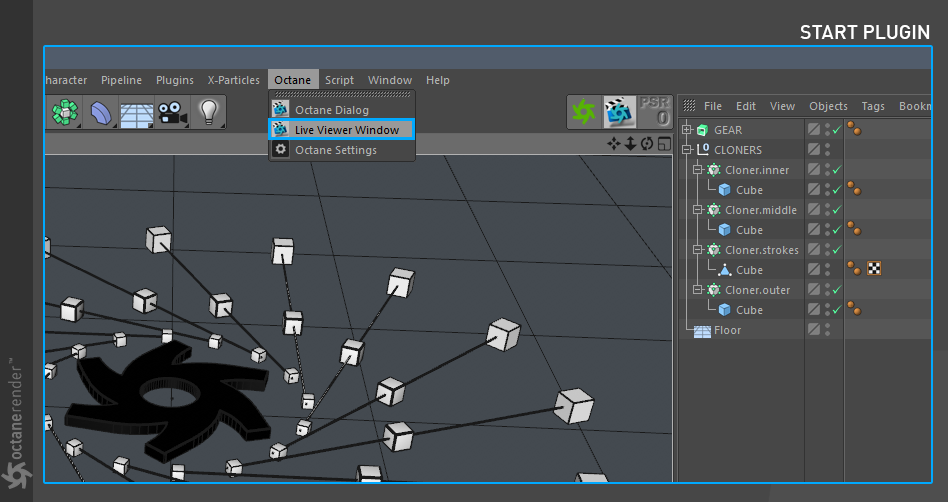 START PLUGIN
haracter Pipeline Plugins X-Particles Octane Script Window Help
Octane Dialog
Live Viewer Window
Octane Settings
PSR
0
File Edit View Objects Tags Bookm
GEAR
0
CLONERS
Cloner.inner
Cube
Cloner.middle
Cube
Cloner.strokes
Cube
Cloner.outer
Cube
Floor
octanerender™